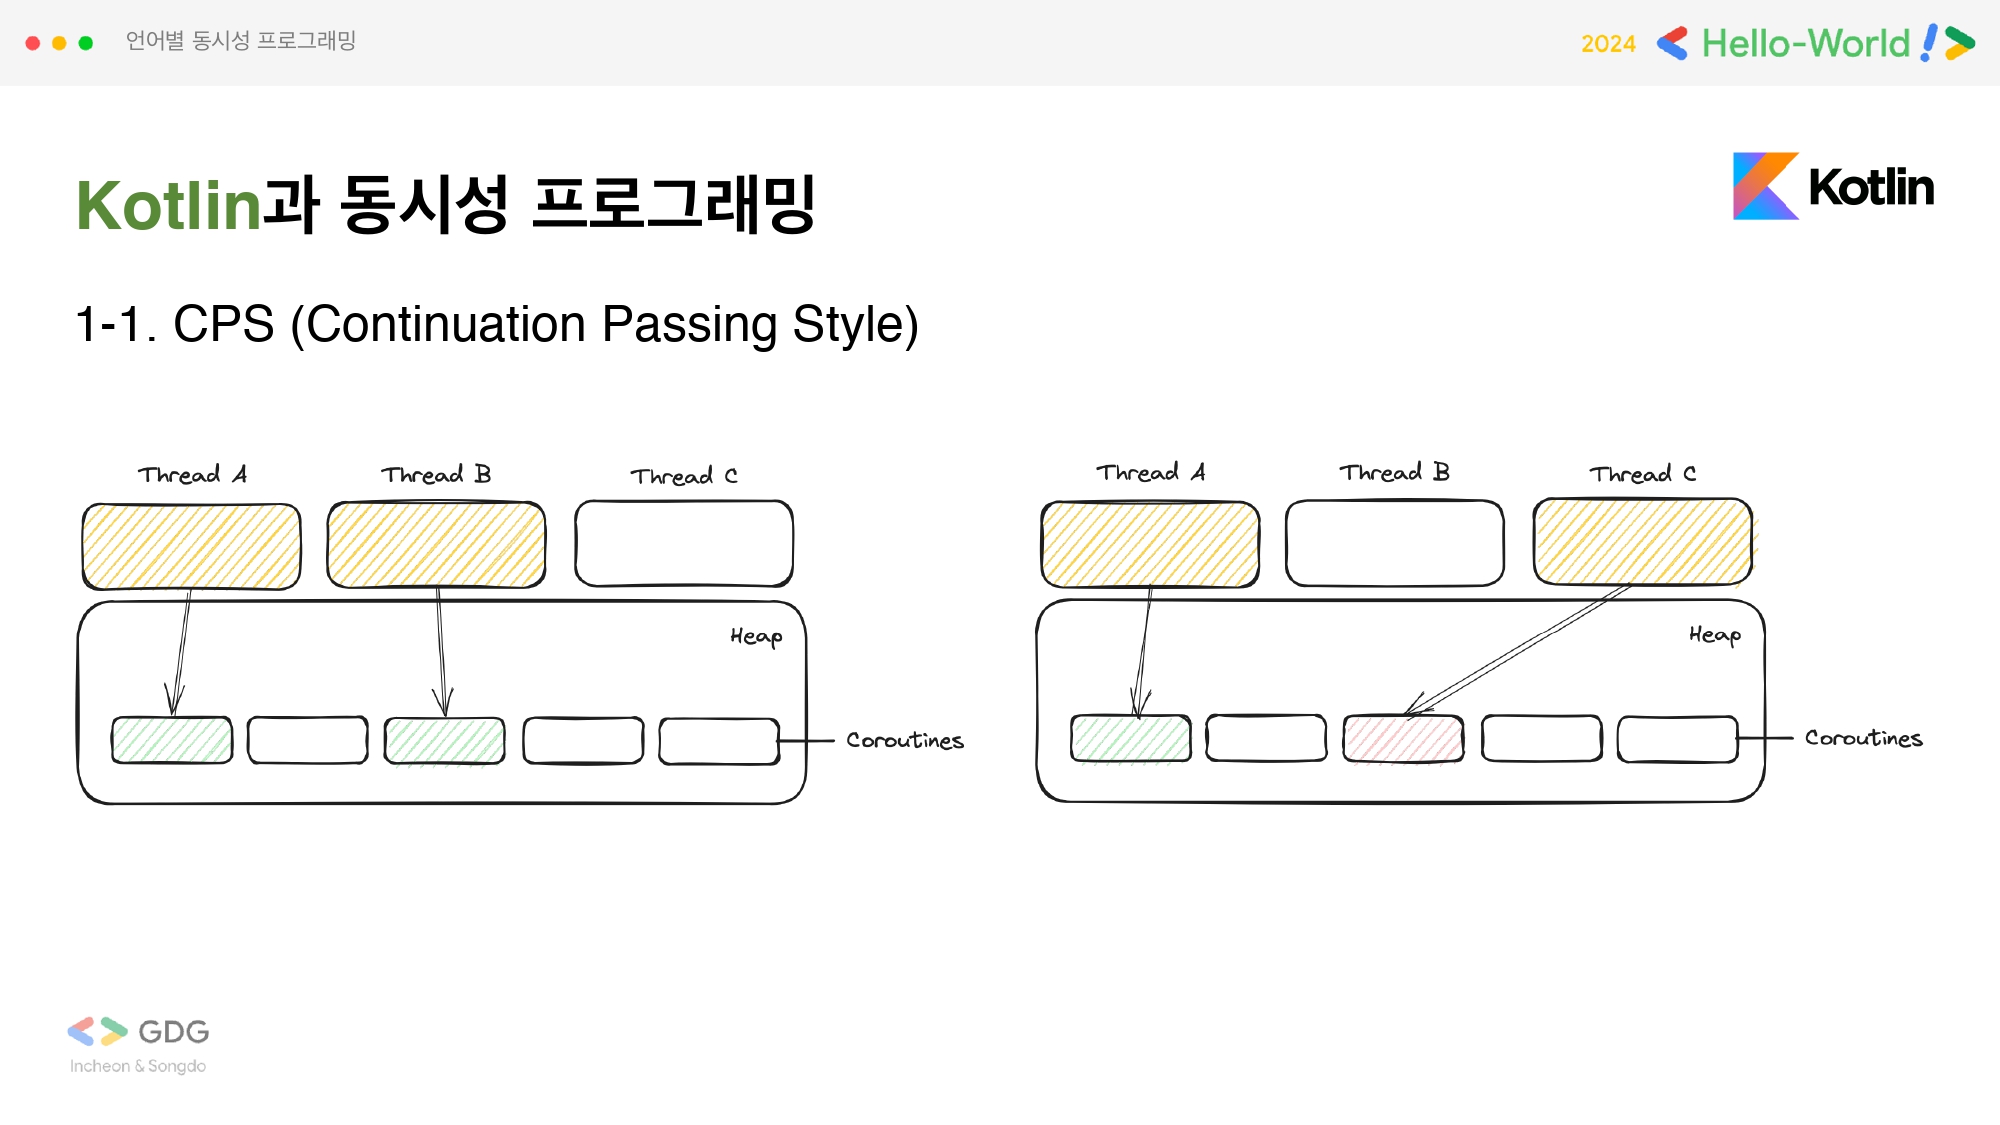 언어별 동시성 프로그래밍
2024 Hello-World!
Kotlin과 동시성 프로그래밍
Kotlin
1-1. CPS (Continuation Passing Style)
Thread A
Thread B
Thread C
Heap
Coroutines
Thread A
Thread B
Thread C
Heap
Coroutines
GDG
Incheon & Songdo